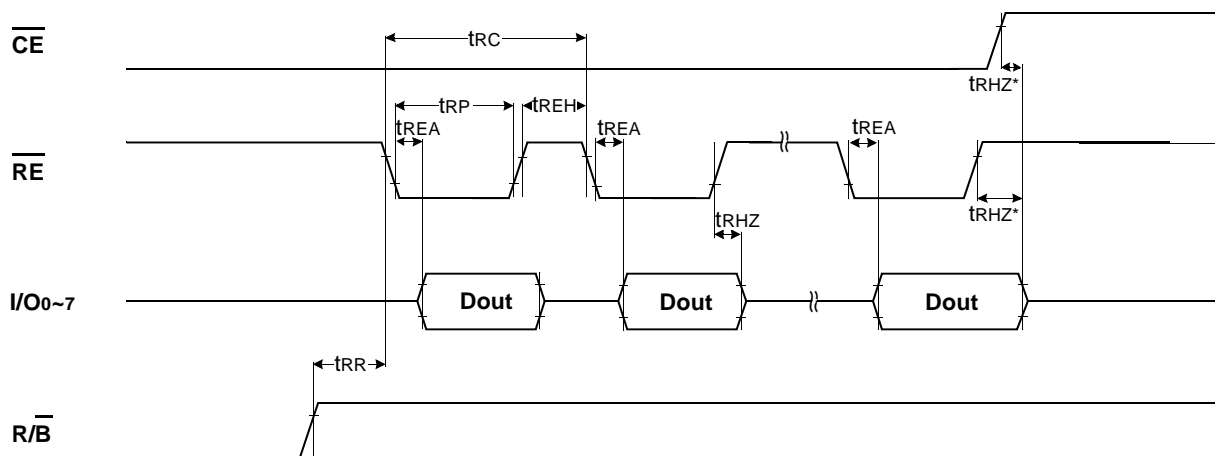 CE
tRC
tRHZ*
tRP
tREH
tREA
tREA
tREA
RE
tRHZ
tRHZ*
I/O0~7
Dout
Dout
Dout
tRR
R/B